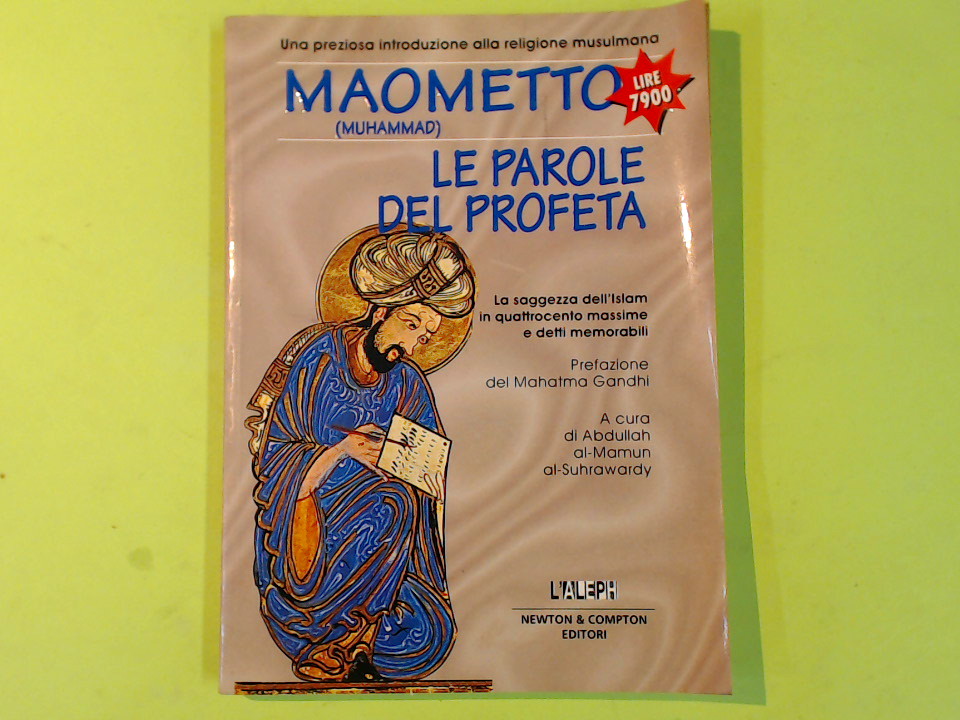 Una preziosa introduzione alla religione musulmana
MAOMETTO
LIRE
7900
(MUHAMMAD)
LE PAROLE
DEL PROFETA
La saggezza dell'Islam
in quattrocento massime
e detti memorabili
Prefazione
del Mahatma Gandhi
A cura
di Abdullah
al-Mamun
al-Suhrawardy
L'ALEPH
NEWTON & COMPTON
EDITORI